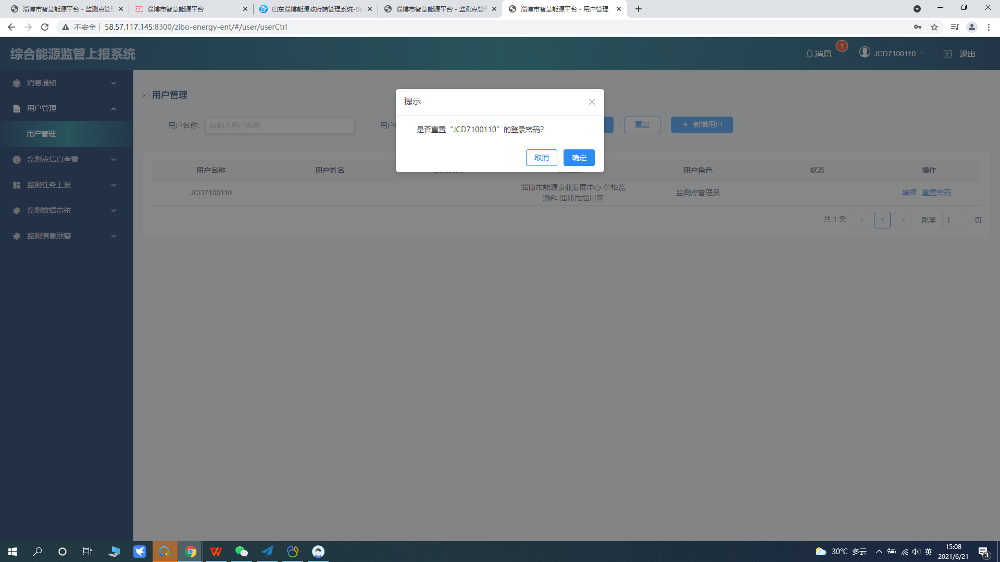 淄博市智慧能源平台 - 监测点管理
淄博市智慧能源平台
山东淄博能源政府端管理系统-Bu
淄博市智慧能源平台 - 监测点管理
淄博市智慧能源平台 - 用户管理
不安全
58.57.117.145:8300/zibo-energy-ent/#/user/userCtrl
综合能源监管上报系统
消息
1
JCD7100110
退出
消息通知
用户管理
用户管理
监测点信息查看
监测任务上报
监测数据审核
监测信息预警
>> 用户管理
用户名称:
请输入用户名称
用户
重置
+ 新增用户
提示
是否重置“JCD7100110”的登录密码?
取消
确定
用户名称
用户姓名
用户角色
状态
操作
JCD7100110
淄博市能源事业发展中心-价格监
测科-淄博市淄川区
监测点管理员
编辑
重置密码
共 1 条
1
跳至
1
页
30°C 多云
英
15:08
2021/6/21
3